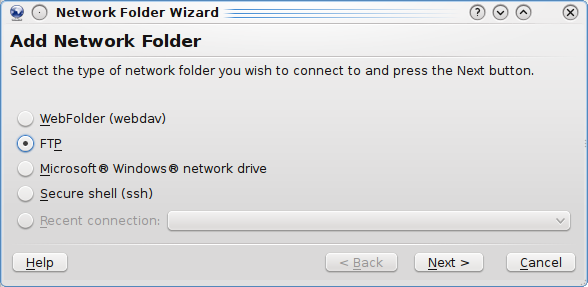 Network Folder Wizard
Add Network Folder
Select the type of network folder you wish to connect to and press the Next button.
WebFolder (webdav)
FTP
Microsoft® Windows® network drive
Secure shell (ssh)
Recent connection:
Help < Back Next > Cancel